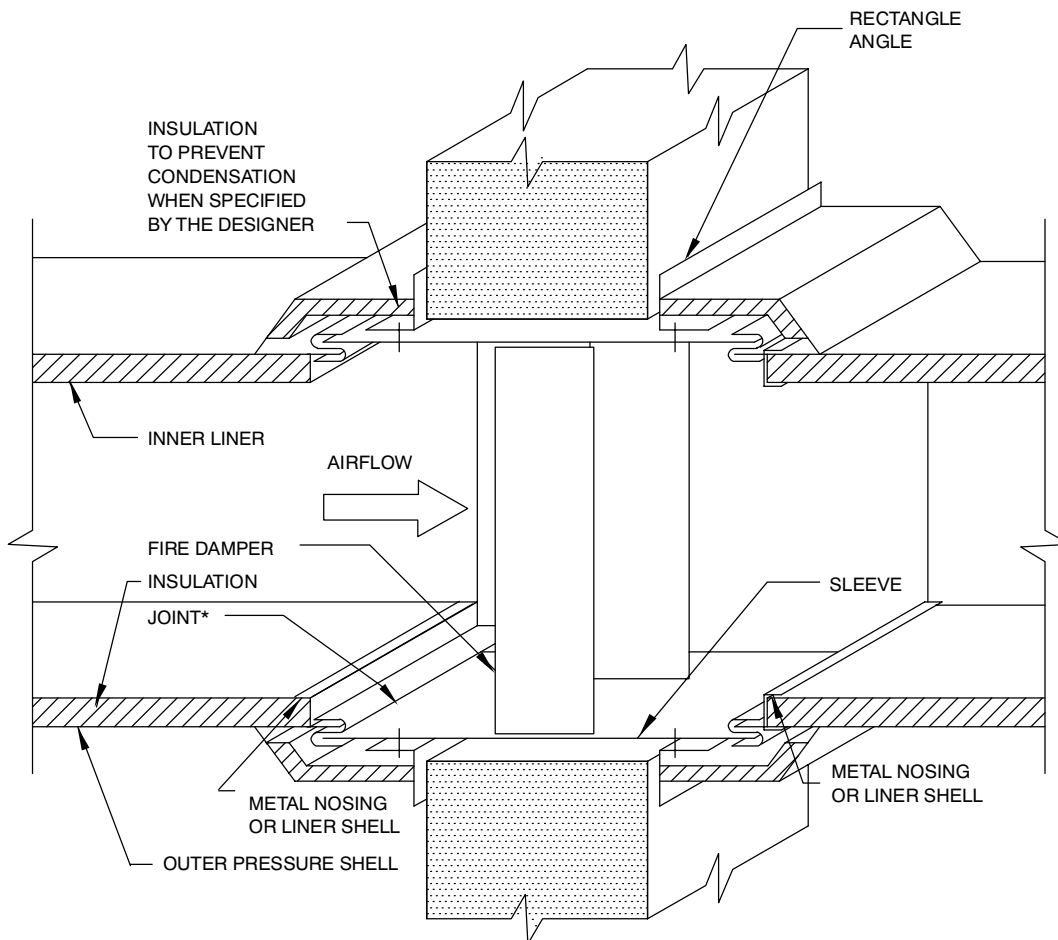 RECTANGLE
ANGLE
INSULATION
TO PREVENT
CONDENSATION
WHEN SPECIFIED
BY THE DESIGNER
INNER LINER
AIRFLOW
FIRE DAMPER
INSULATION
JOINT*
SLEEVE
METAL NOSING
OR LINER SHELL
METAL NOSING
OR LINER SHELL
OUTER PRESSURE SHELL